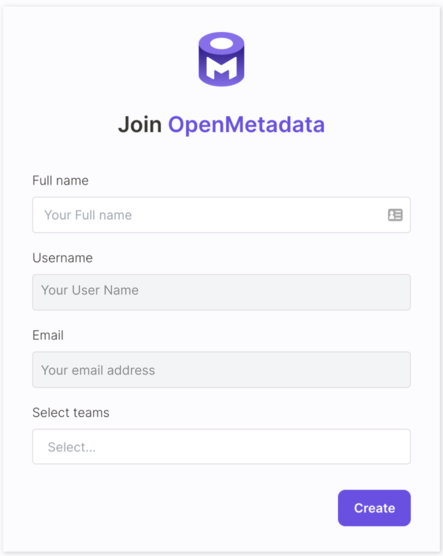 Join OpenMetadata
Full name
Your Full name
Username
Your User Name
Email
Your email address
Select teams
Select...
Create